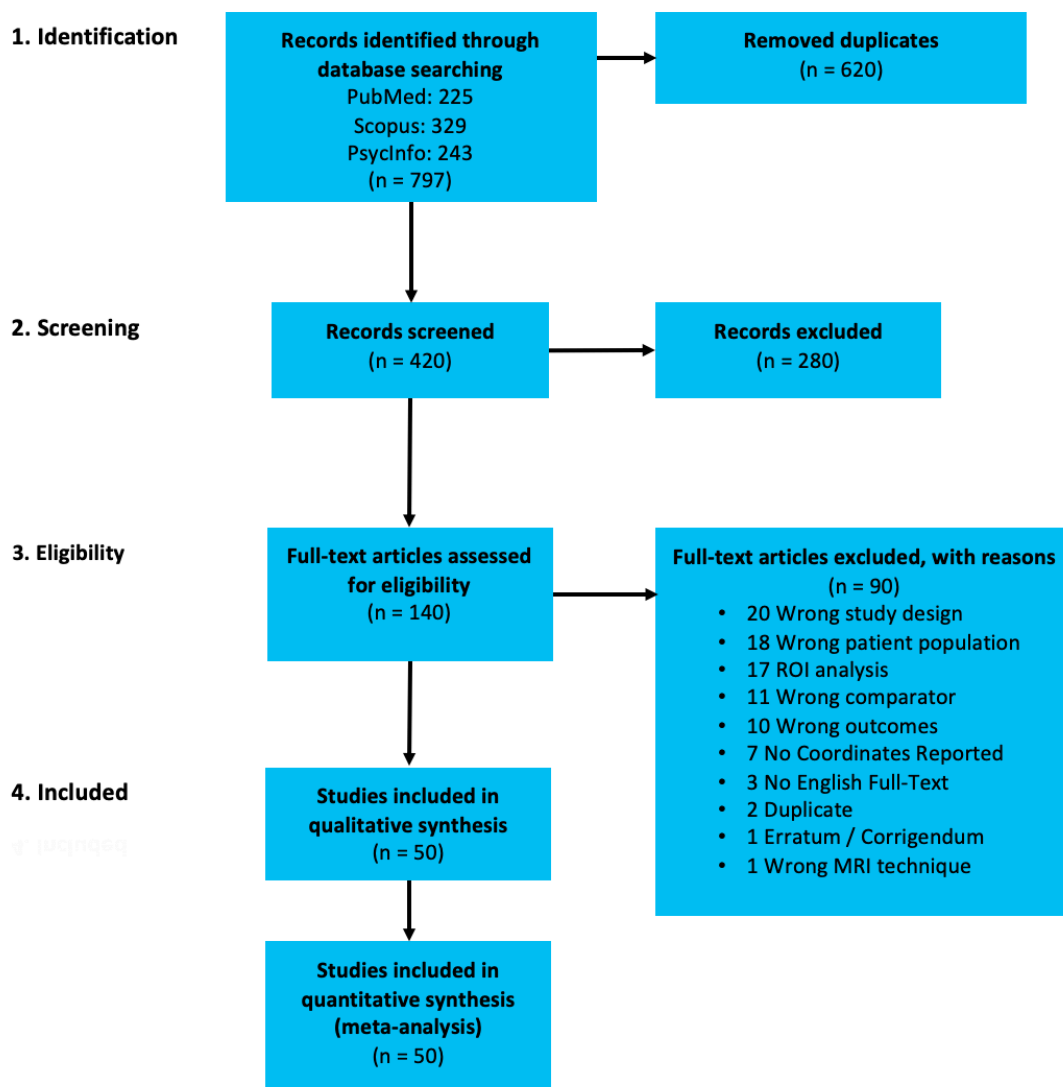 1. Identification
Records identified through
database searching
PubMed: 225
Scopus: 329
PsycInfo: 243
(n = 797)
Removed duplicates
(n = 620)
2. Screening
Records screened
(n = 420)
Records excluded
(n = 280)
3. Eligibility
Full-text articles assessed
for eligibility
(n = 140)
Full-text articles excluded, with reasons
(n = 90)
• 20 Wrong study design
• 18 Wrong patient population
• 17 ROI analysis
• 11 Wrong comparator
• 10 Wrong outcomes
• 7 No Coordinates Reported
• 3 No English Full-Text
• 2 Duplicate
• 1 Erratum / Corrigendum
• 1 Wrong MRI technique
4. Included
Studies included in
qualitative synthesis
(n = 50)
Studies included in
quantitative synthesis
(meta-analysis)
(n = 50)